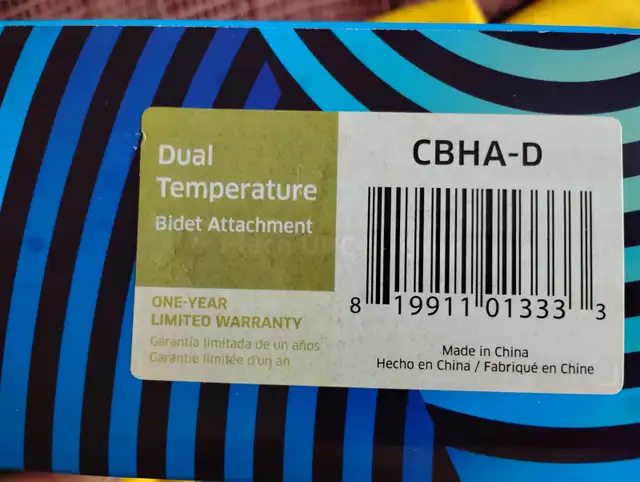 Dual
Temperature
Bidet Attachment
ONE-YEAR
LIMITED WARRANTY
Garantía limitada de un años
Garantie limitée d'un an
CBHA-D
8 19911 01333 3
Made in China
Hecho en China / Fabriqué en Chine